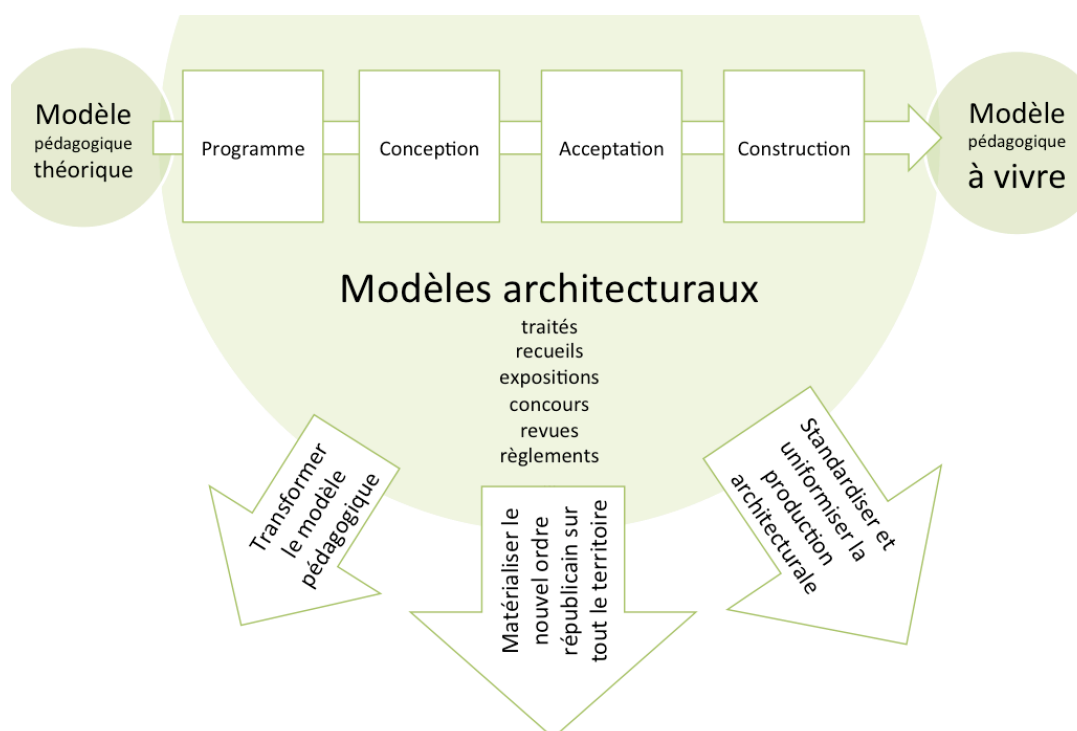 Modèle
pédagogique
théorique
Programme
Conception
Acceptation
Construction
Modèle
pédagogique
à vivre
Modèles architecturaux
traités
recueils
expositions
concours
revues
règlements
Transformer
le modèle
pédagogique
Matérialiser le
nouvel ordre
républicain sur
tout le territoire
Standardiser et
uniformiser la
production
architecturale